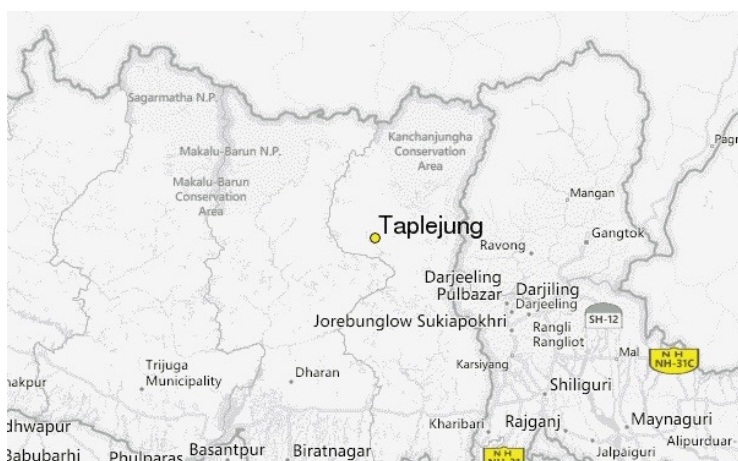 Sagarmatha N.P.
Makalu-Barun N.P.
Makalu-Barun
Conservation
Area
Kanchanjungha
Conservation
Area
Pagr
Mangan
Taplejung
Gangtok
Ravong
Darjeeling
Pulbazar
Darjiling
Darjeeling
Jorebunglow Sukiapokhri
SH-12
Rangli
Rangliot
Mal
N H
NH-31C
Karsiyang
Trijuga
Municipality
Dharan
nakpur
Shiliguri
dhwapur
Kharibari
Rajganj
Maynaguri
Alipurduar-
Babubarhi
Phulparas
Basantpur
Biratnagar
Jalpaiguri
N H
NH-31